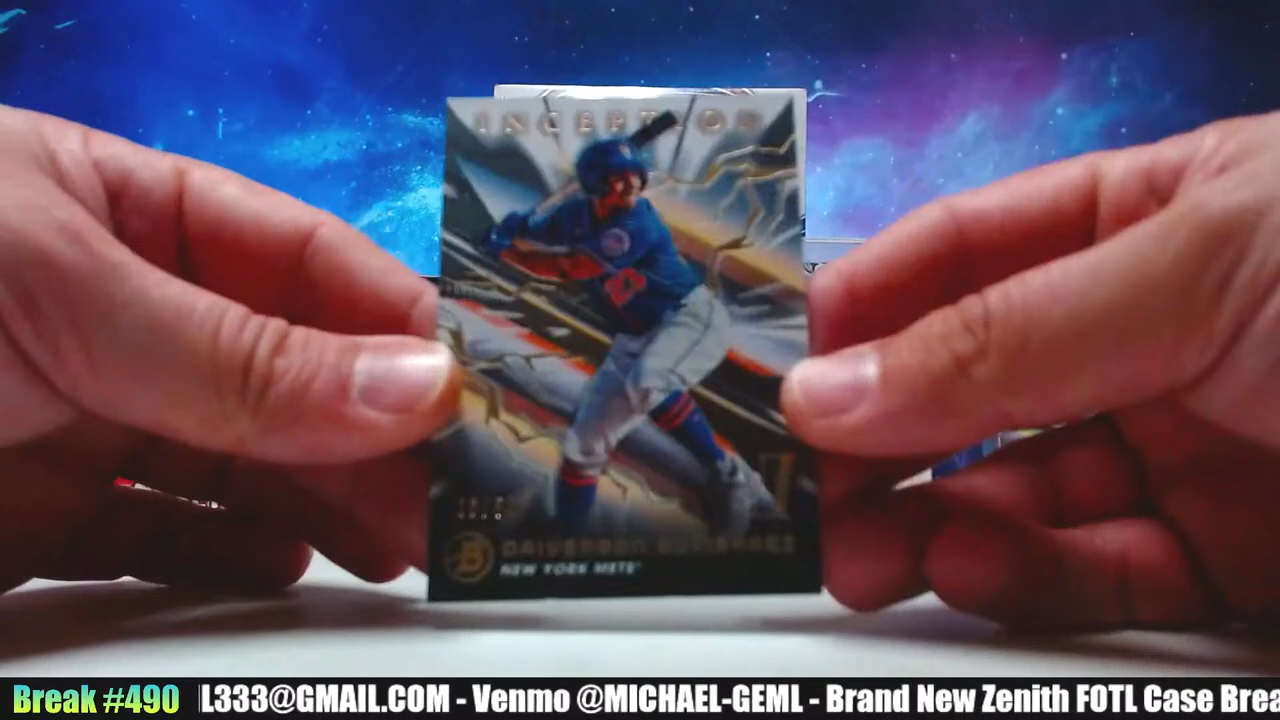 INCEPTION
NEW YORK METS
Break #490
L333@GMAIL.COM - Venmo @MICHAEL-GEML - Brand New Zenith FOTL Case Brea